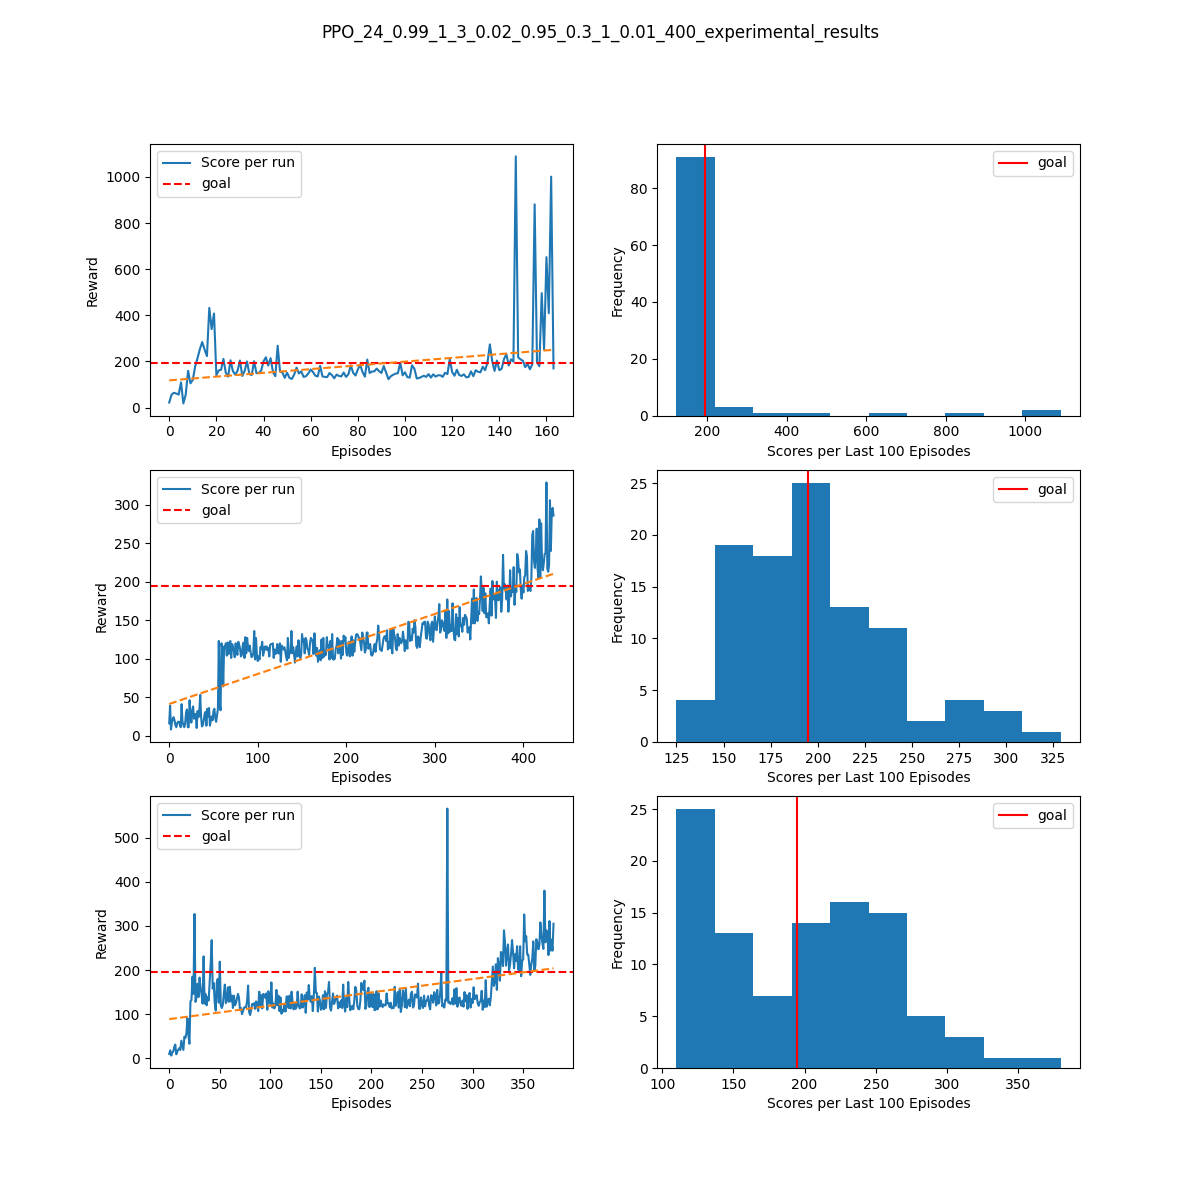 PPO_24_0.99_1_3_0.02_0.95_0.3_1_0.01_400_experimental_results
Score per run
goal
1000
800
600
400
200
0
Reward
0 20 40 60 80 100 120 140 160
Episodes
goal
80
60
40
20
0
Frequency
200 400 600 800 1000
Scores per Last 100 Episodes
Score per run
goal
300
250
200
150
100
50
0
Reward
0 100 200 300 400
Episodes
goal
25
20
15
10
5
0
Frequency
125 150 175 200 225 250 275 300 325
Scores per Last 100 Episodes
Score per run
goal
500
400
300
200
100
0
Reward
0 50 100 150 200 250 300 350
Episodes
goal
25
20
15
10
5
0
Frequency
100 150 200 250 300 350
Scores per Last 100 Episodes